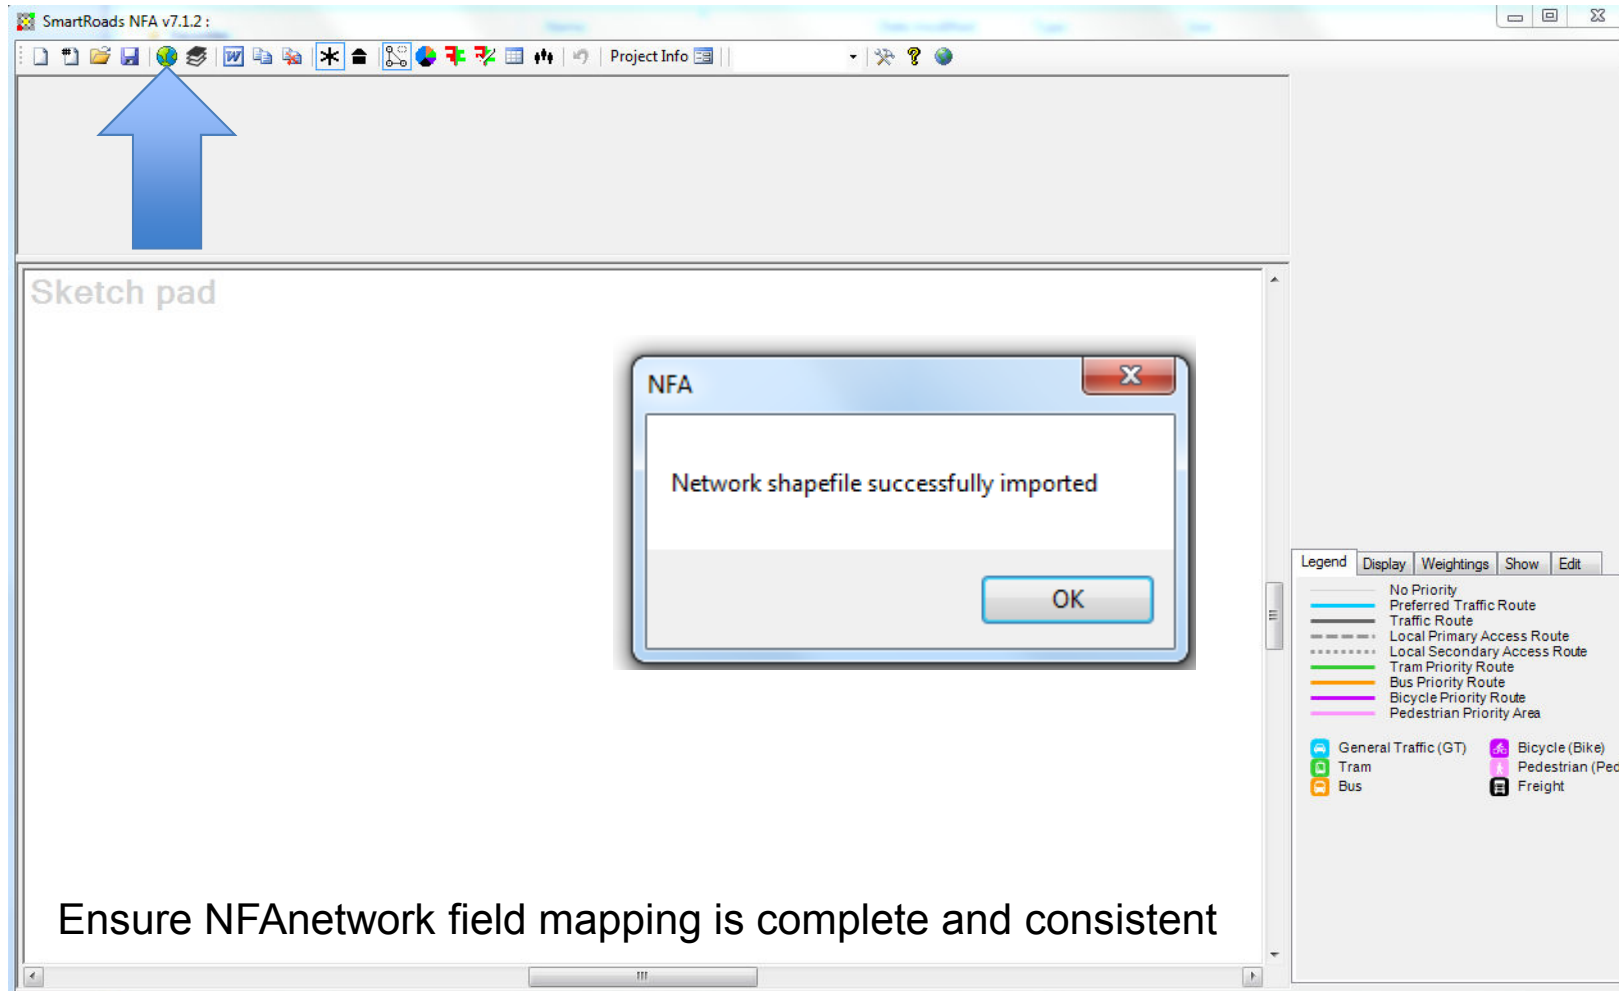 SmartRoads NFA v7.1.2 :
Project Info
Sketch pad
NFA
Network shapefile successfully imported
OK
Legend Display Weightings Show Edit
No Priority
Preferred Traffic Route
Traffic Route
Local Primary Access Route
Local Secondary Access Route
Tram Priority Route
Bus Priority Route
Bicycle Priority Route
Pedestrian Priority Area
General Traffic (GT) Bicycle (Bike)
Tram Pedestrian (Ped
Bus Freight
Ensure NFAnetwork field mapping is complete and consistent